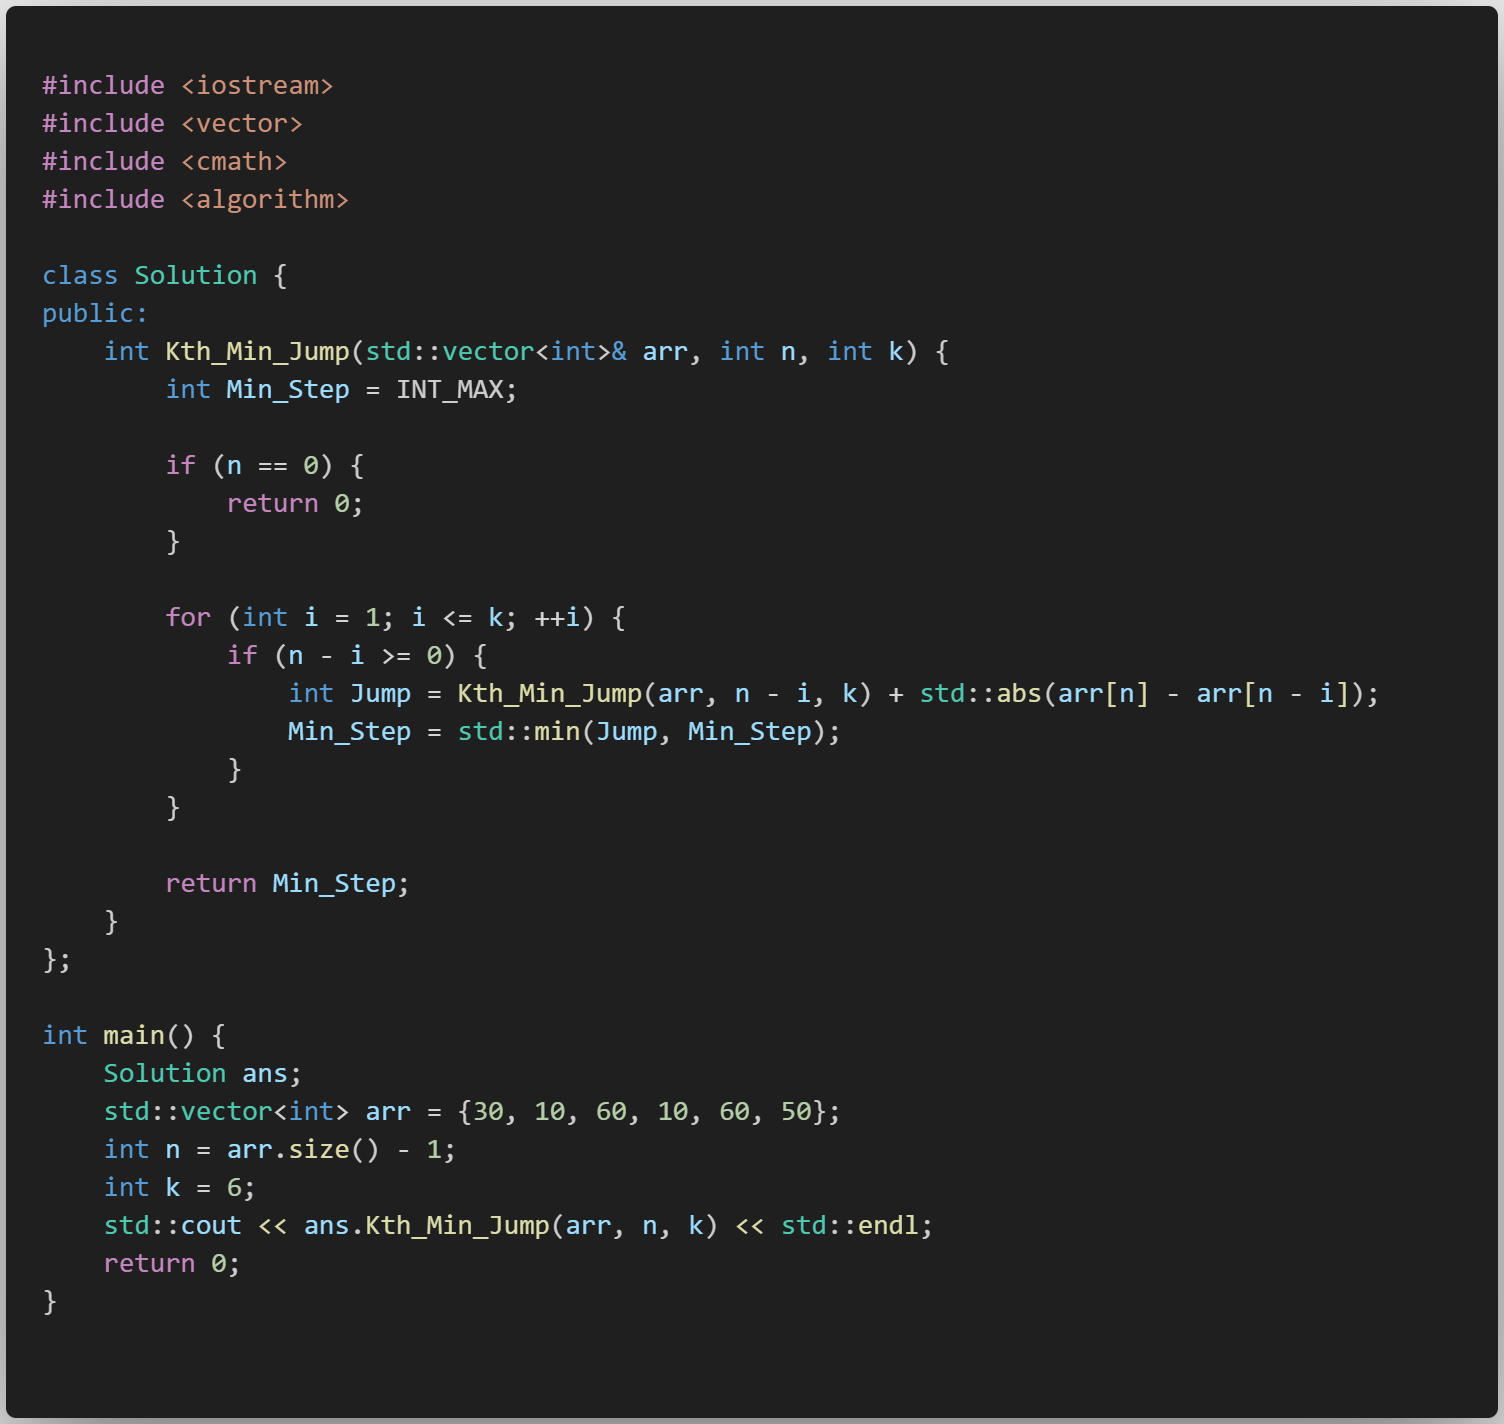 #include <iostream>
#include <vector>
#include <cmath>
#include <algorithm>

class Solution {
public:
    int Kth_Min_Jump(std::vector<int>& arr, int n, int k) {
        int Min_Step = INT_MAX;

        if (n == 0) {
            return 0;
        }

        for (int i = 1; i <= k; ++i) {
            if (n - i >= 0) {
                int Jump = Kth_Min_Jump(arr, n - i, k) + std::abs(arr[n] - arr[n - i]);
                Min_Step = std::min(Jump, Min_Step);
            }
        }

        return Min_Step;
    }
};

int main() {
    Solution ans;
    std::vector<int> arr = {30, 10, 60, 10, 60, 50};
    int n = arr.size() - 1;
    int k = 6;
    std::cout << ans.Kth_Min_Jump(arr, n, k) << std::endl;
    return 0;
}